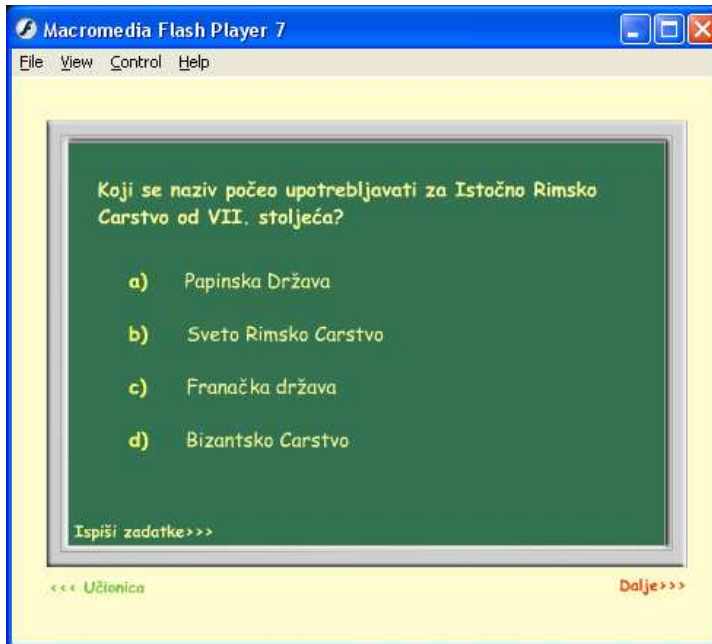 Macromedia Flash Player 7
File View Control Help
Koji se naziv počeo upotrebljavati za Istočno Rimsko
Carstvo od VII. stoljeća?
a) Papinska Država
b) Sveto Rimsko Carstvo
c) Franačka država
d) Bizantsko Carstvo
Ispiši zadatke>>>
<<< Učionica Dalje>>>